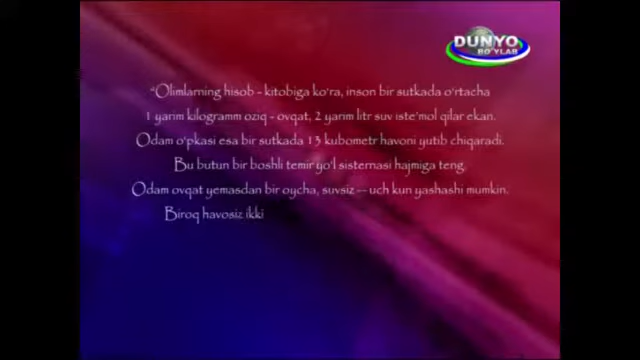 DUNYO
BO'YLAB
"Olimlarning hisob - kitobiga ko'ra, inson bir sutkada o'rtacha
1 yarim kilogramm oziq - ovqat, 2 yarim litr suv iste'mol qilar ekan.
Odam o'pkasi esa bir sutkada 13 kubometr havoni yutib chiqaradi.
Bu butun bir boshli temir yo'l sisternasi hajmiga teng.
Odam ovqat yemasdan bir oycha, suvsiz -- uch kun yashashi mumkin.
Biroq havosiz ikki